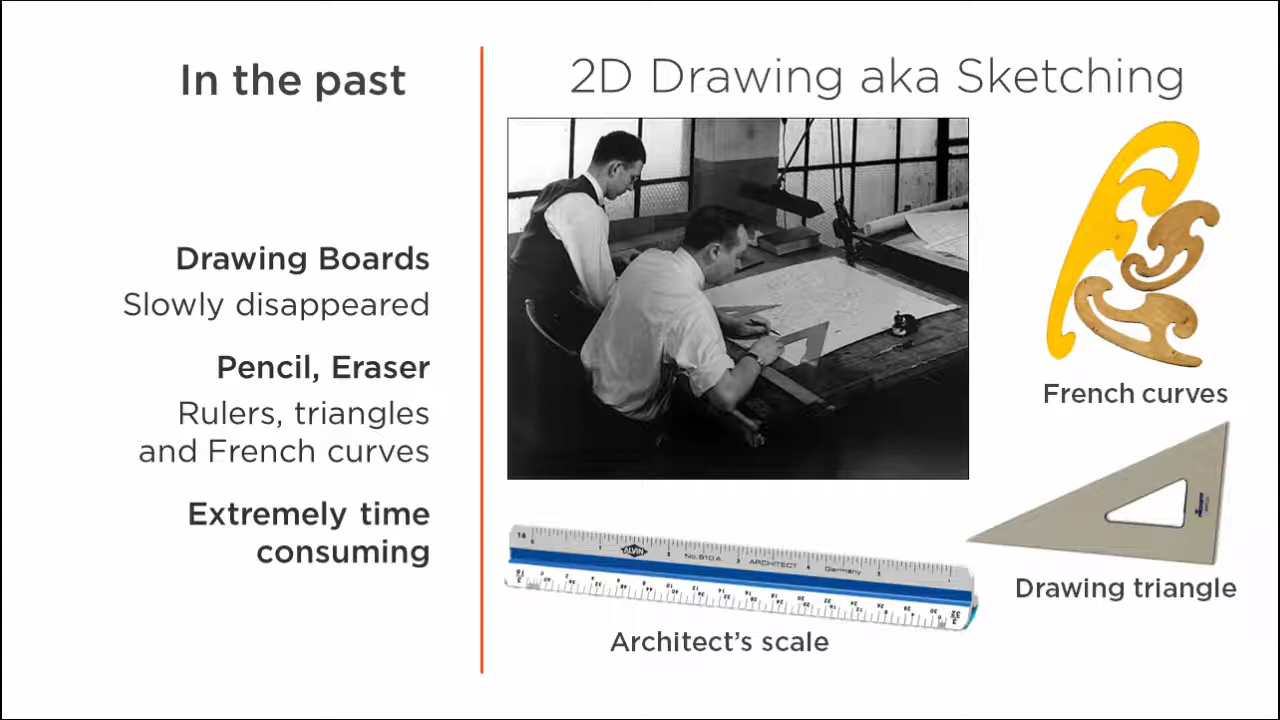 In the past
Drawing Boards
Slowly disappeared
Pencil, Eraser
Rulers, triangles
and French curves
Extremely time
consuming
2D Drawing aka Sketching
French curves
Drawing triangle
ALVIN No. 810A ARCHITECT Germany
Architect's scale